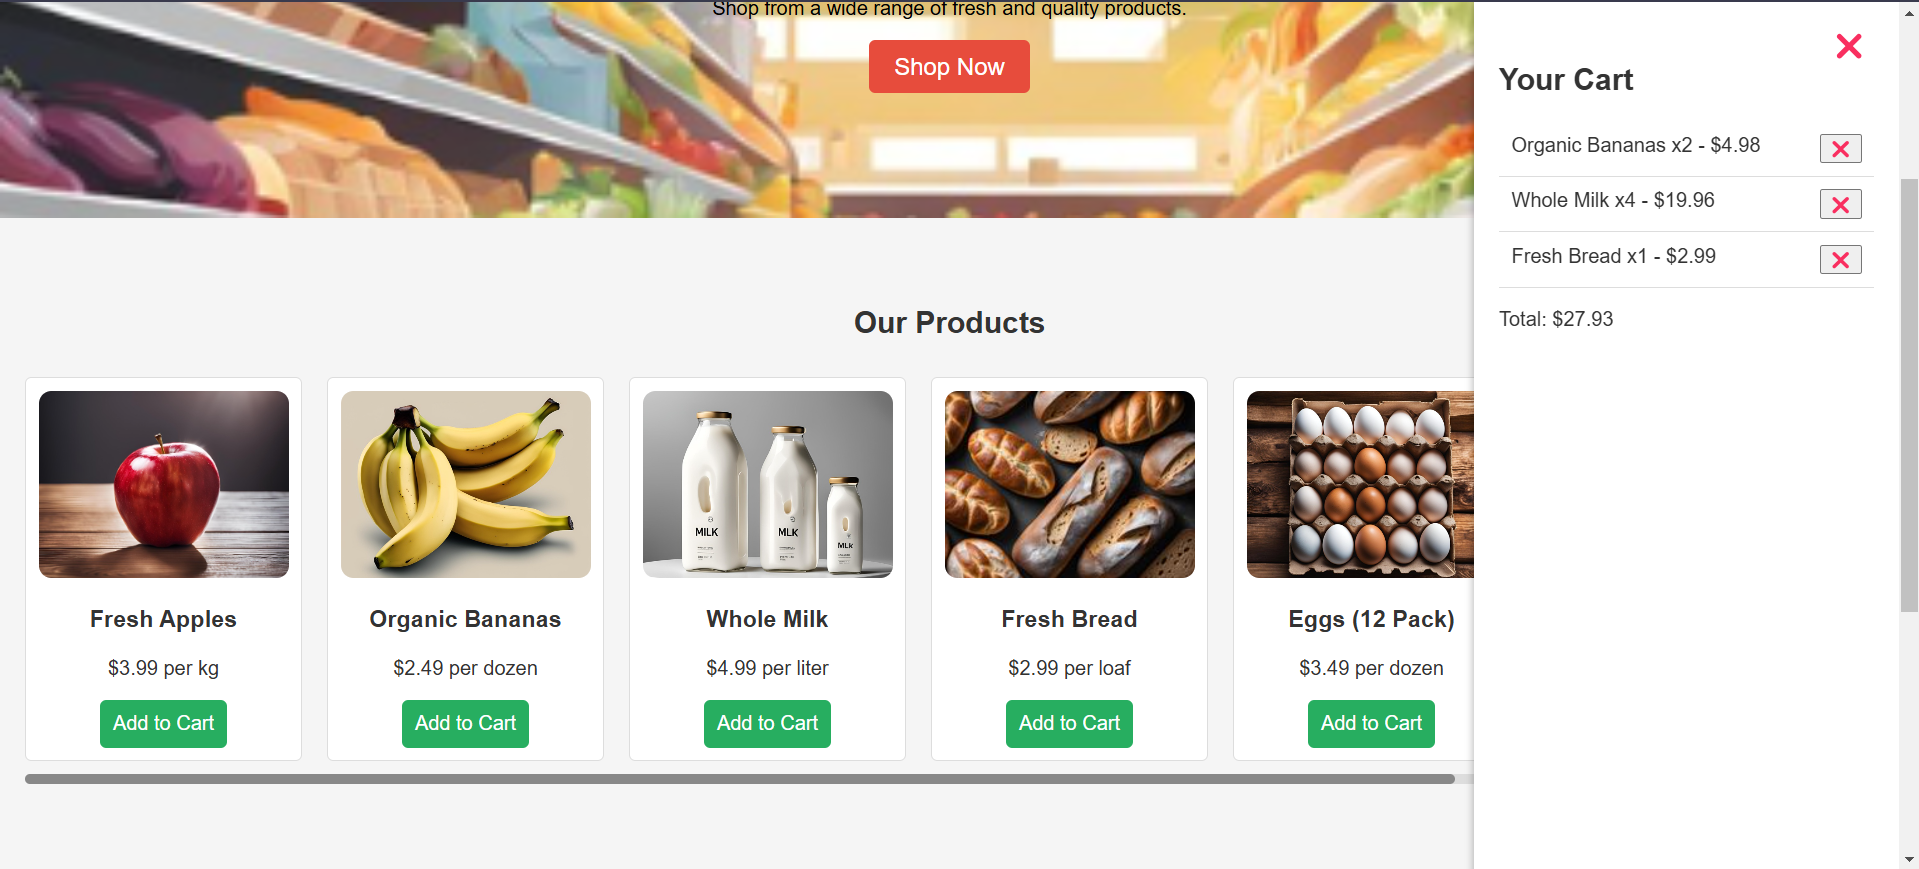 Shop from a wide range of fresh and quality products.
Shop Now
Your Cart
Organic Bananas x2 - $4.98
Whole Milk x4 - $19.96
Fresh Bread x1 - $2.99
Total: $27.93
Our Products
MILK
MLK
MLK
Fresh Apples
$3.99 per kg
Add to Cart
Organic Bananas
$2.49 per dozen
Add to Cart
Whole Milk
$4.99 per liter
Add to Cart
Fresh Bread
$2.99 per loaf
Add to Cart
Eggs (12 Pack)
$3.49 per dozen
Add to Cart